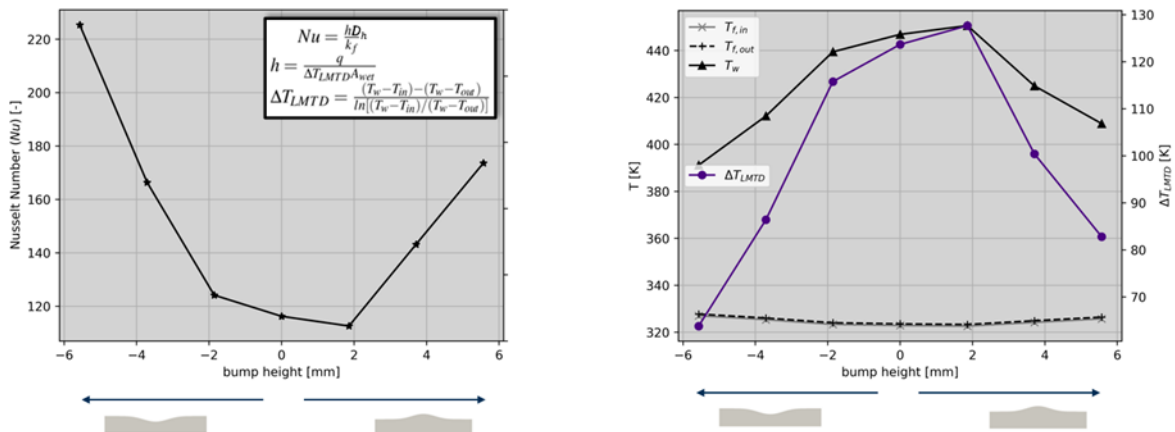 Nusselt Number (Nu) [-]
220
200
180
160
140
120
Nu = hDₕ/k_f
h = q/ΔT_LMTD A_wet
ΔT_LMTD = (T_w−T_in)−(T_w−T_out)/ln[(T_w−T_in)/(T_w−T_out)]
−6 −4 −2 0 2 4 6
bump height [mm]
T [K]
440
420
400
380
360
340
320
T_f,in
T_f,out
T_w
ΔT_LMTD
130
120
110
100
90
80
70
ΔT_LMTD [K]
−6 −4 −2 0 2 4 6
bump height [mm]